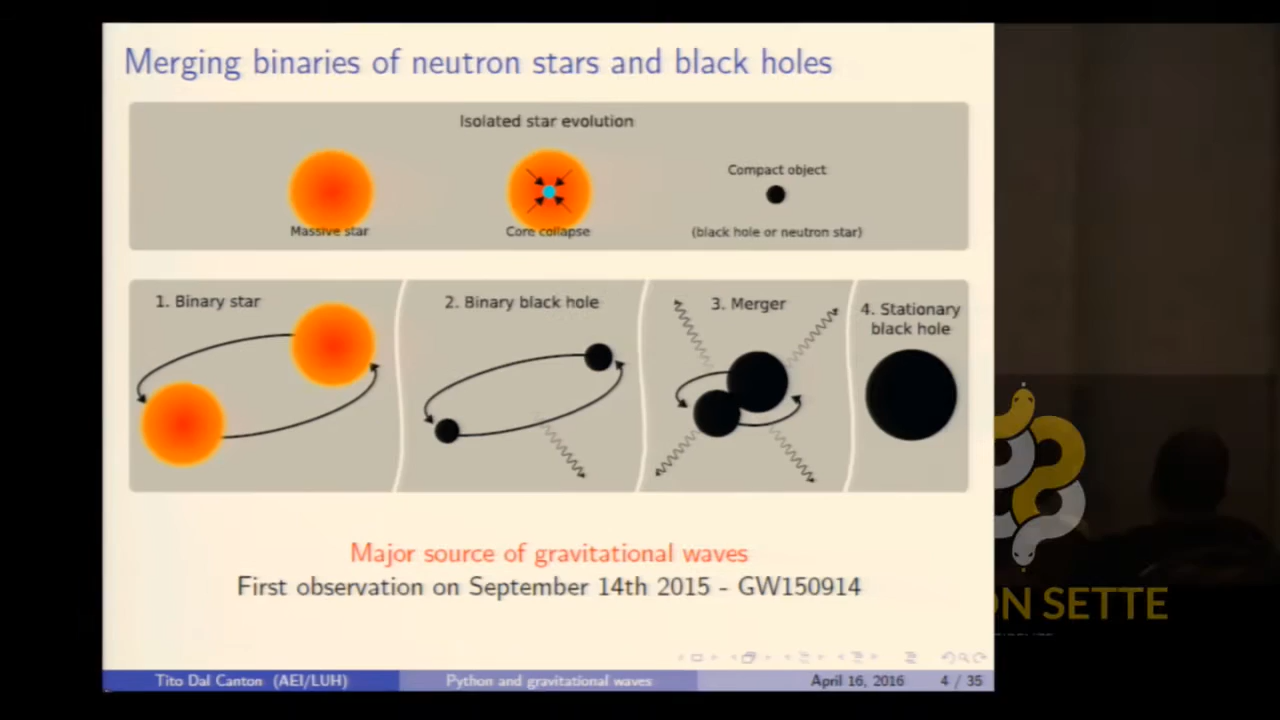 Merging binaries of neutron stars and black holes
Isolated star evolution
Massive star
Core collapse
Compact object
(black hole or neutron star)
1. Binary star
2. Binary black hole
3. Merger
4. Stationary
black hole
Major source of gravitational waves
First observation on September 14th 2015 - GW150914
Tito Dal Canton (AEI/LUH)
Python and gravitational waves
April 16, 2016
4 / 35
ON SETTE